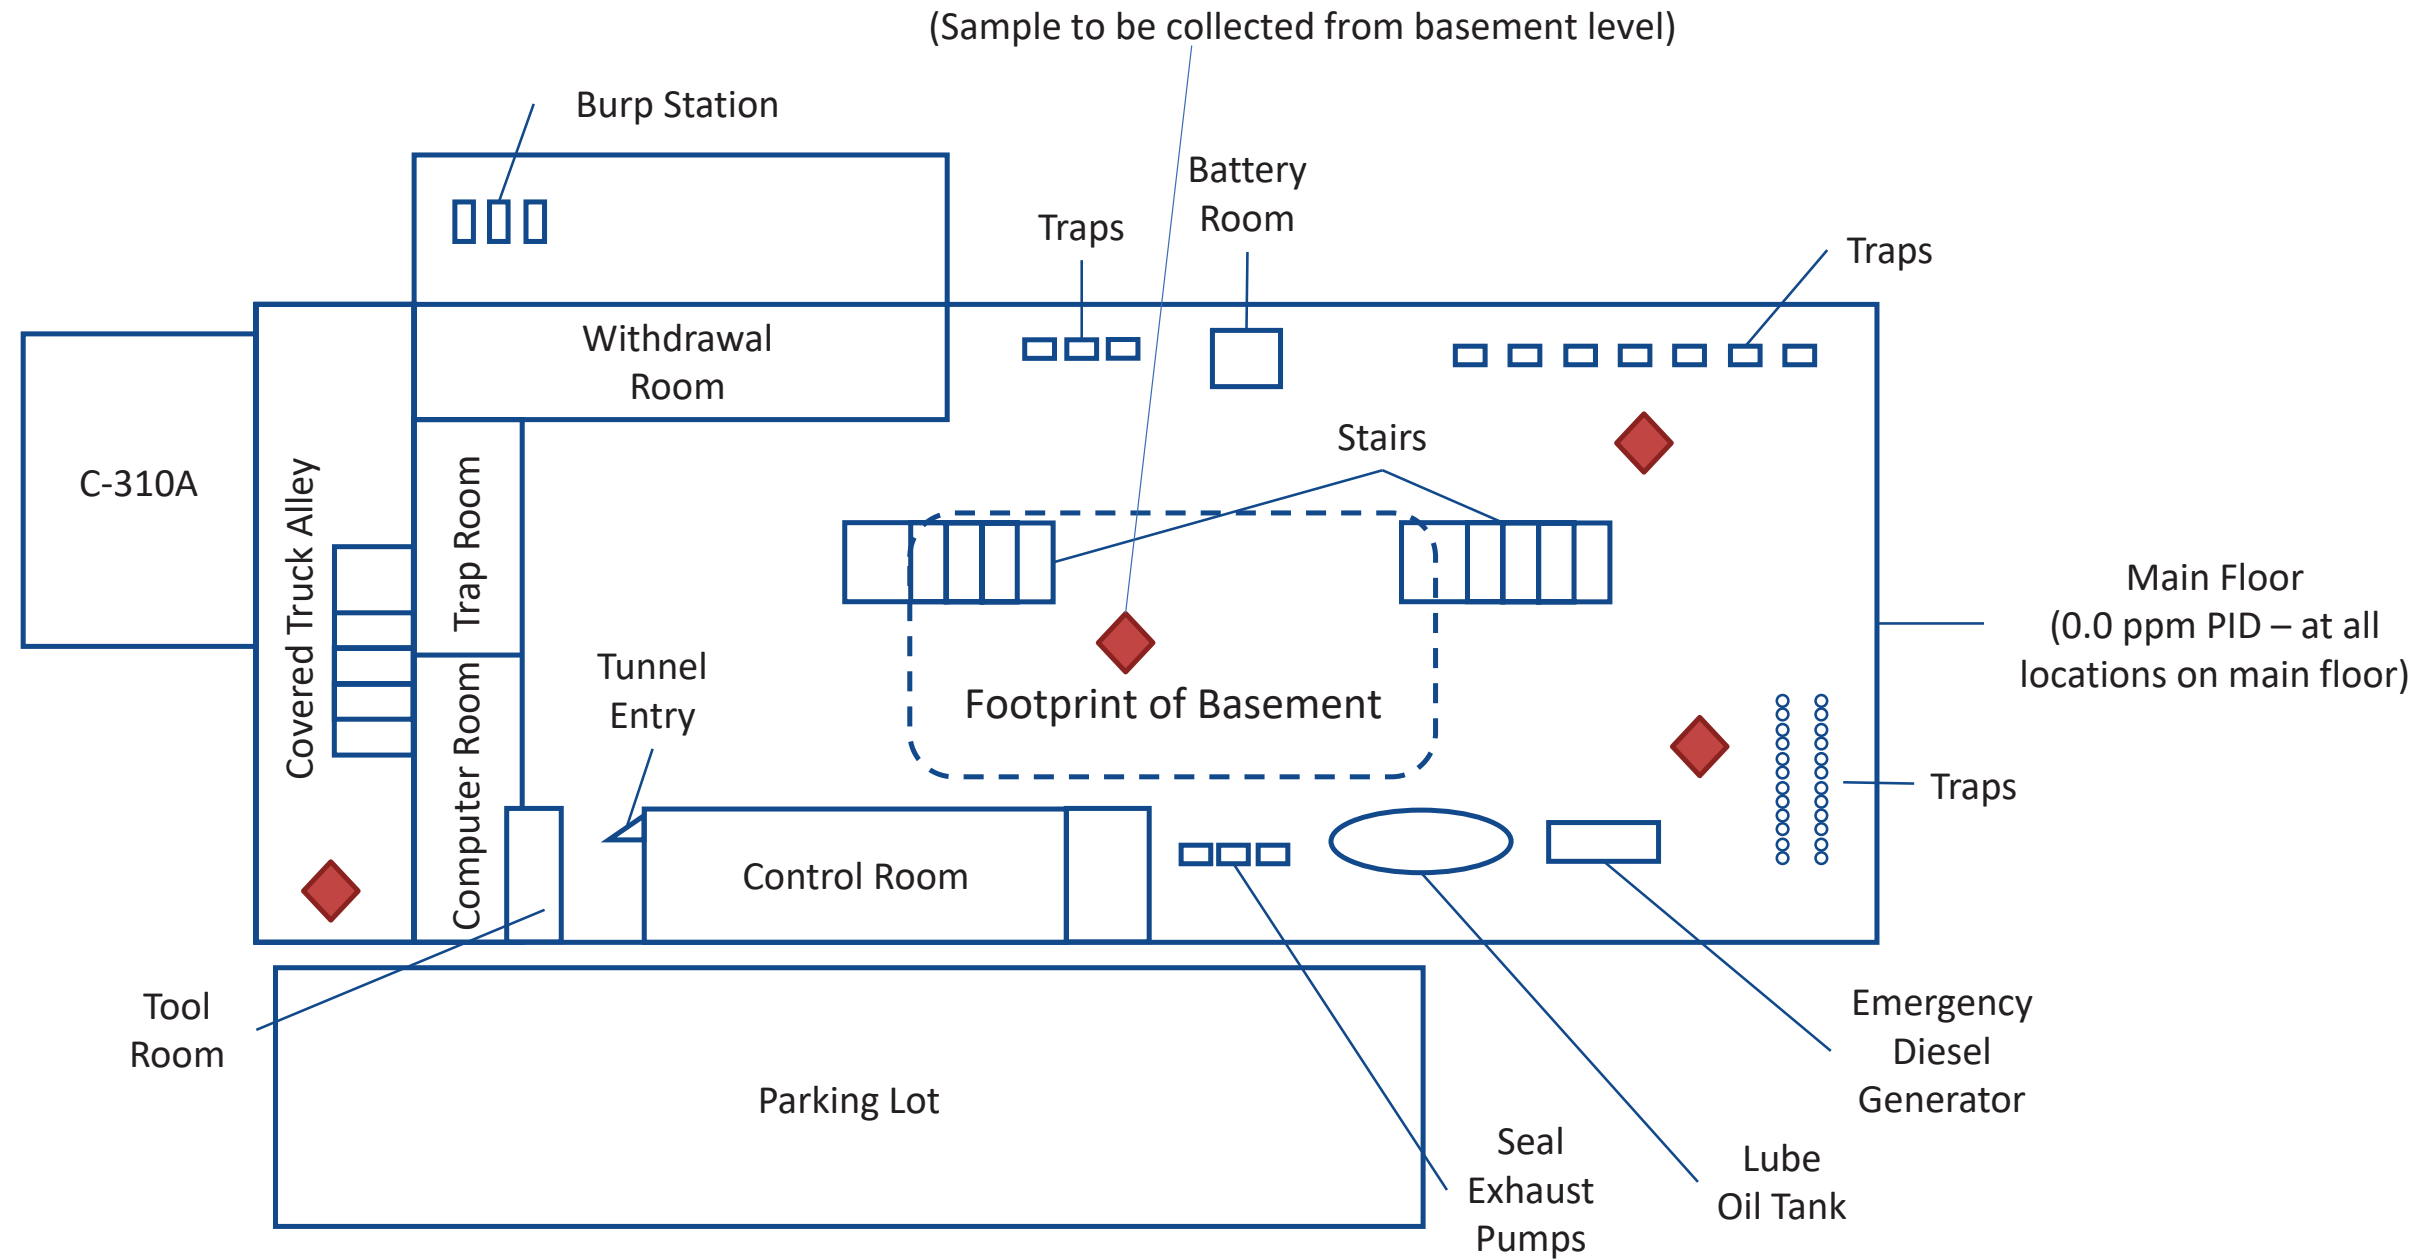 (Sample to be collected from basement level)
Burp Station
Battery
Room
Traps
Traps
Withdrawal
Room
Stairs
C-310A
Covered Truck Alley
Trap Room
Main Floor
(0.0 ppm PID – at all
locations on main floor)
Tunnel
Entry
Footprint of Basement
Computer Room
Traps
Control Room
Tool
Room
Emergency
Diesel
Generator
Parking Lot
Seal
Exhaust
Pumps
Lube
Oil Tank